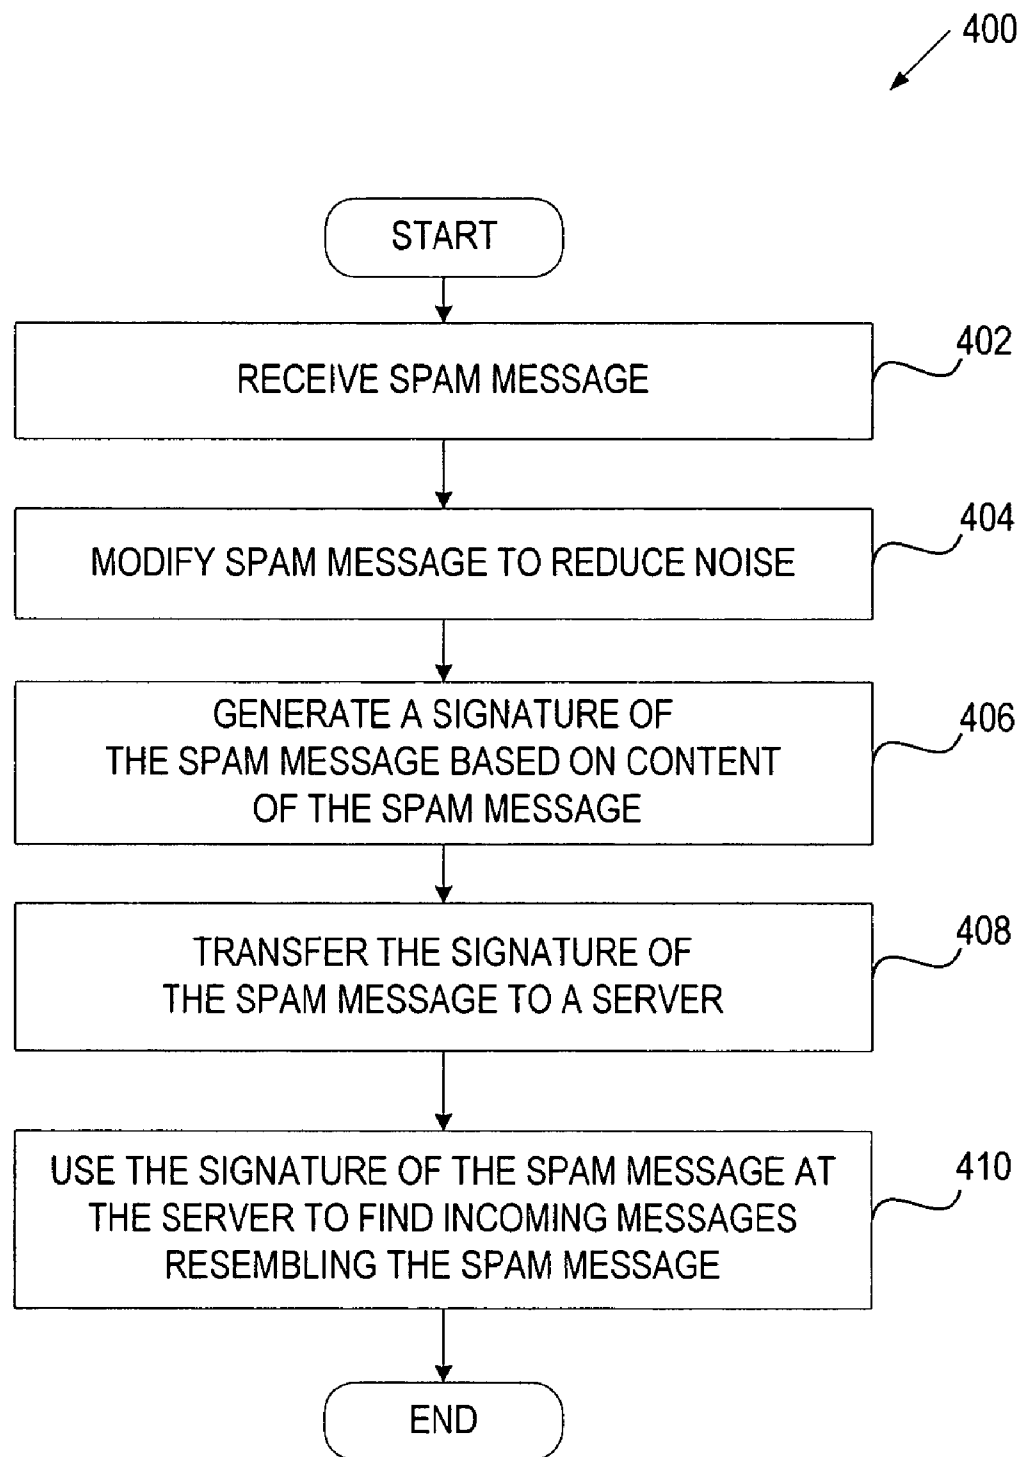 400
START
RECEIVE SPAM MESSAGE
402
MODIFY SPAM MESSAGE TO REDUCE NOISE
404
GENERATE A SIGNATURE OF
THE SPAM MESSAGE BASED ON CONTENT
OF THE SPAM MESSAGE
406
TRANSFER THE SIGNATURE OF
THE SPAM MESSAGE TO A SERVER
408
USE THE SIGNATURE OF THE SPAM MESSAGE AT
THE SERVER TO FIND INCOMING MESSAGES
RESEMBLING THE SPAM MESSAGE
410
END